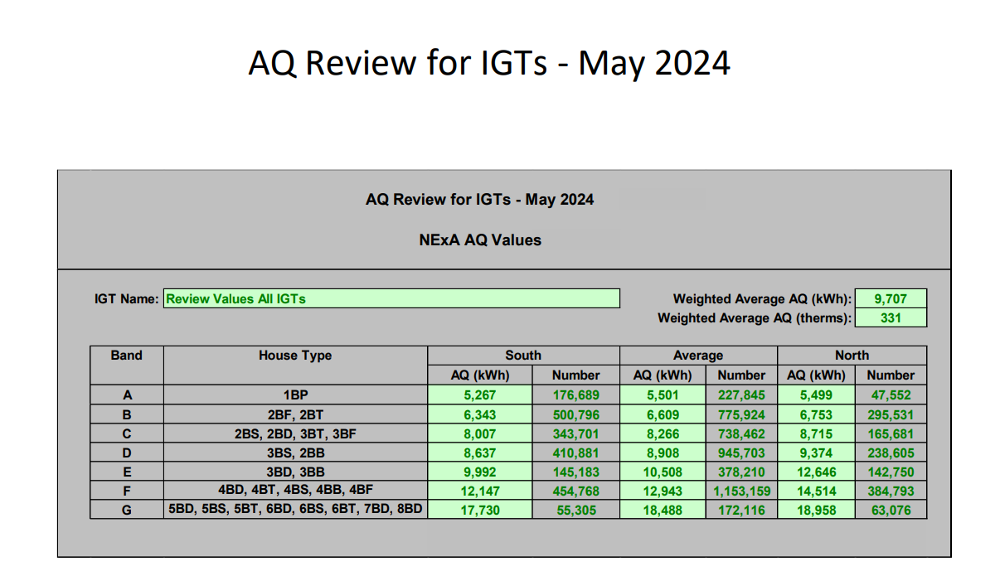 AQ Review for IGTs - May 2024
AQ Review for IGTs - May 2024
NExA AQ Values
IGT Name: Review Values All IGTs Weighted Average AQ (kWh): 9,707
Weighted Average AQ (therms): 331
Band House Type South Average North
AQ (kWh) Number AQ (kWh) Number AQ (kWh) Number
A 1BP 5,267 176,689 5,501 227,845 5,499 47,552
B 2BF, 2BT 6,343 500,796 6,609 775,924 6,753 295,531
C 2BS, 2BD, 3BT, 3BF 8,007 343,701 8,266 738,462 8,715 165,681
D 3BS, 2BB 8,637 410,881 8,908 945,703 9,374 238,605
E 3BD, 3BB 9,992 145,183 10,508 378,210 12,646 142,750
F 4BD, 4BT, 4BS, 4BB, 4BF 12,147 454,768 12,943 1,153,159 14,514 384,793
G 5BD, 5BS, 5BT, 6BD, 6BS, 6BT, 7BD, 8BD 17,730 55,305 18,488 172,116 18,958 63,076